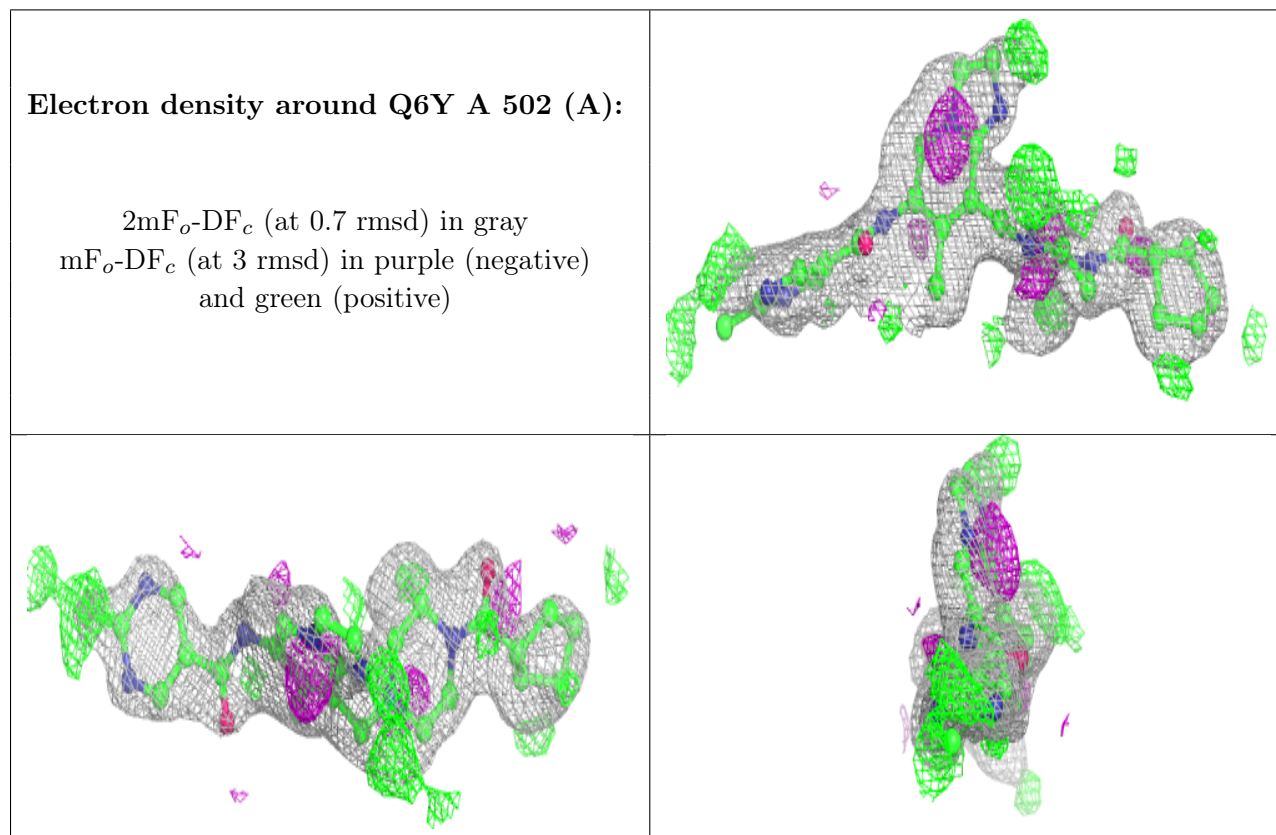 Electron density around Q6Y A 502 (A):
2mFo-DFc (at 0.7 rmsd) in gray
mFo-DFc (at 3 rmsd) in purple (negative)
and green (positive)